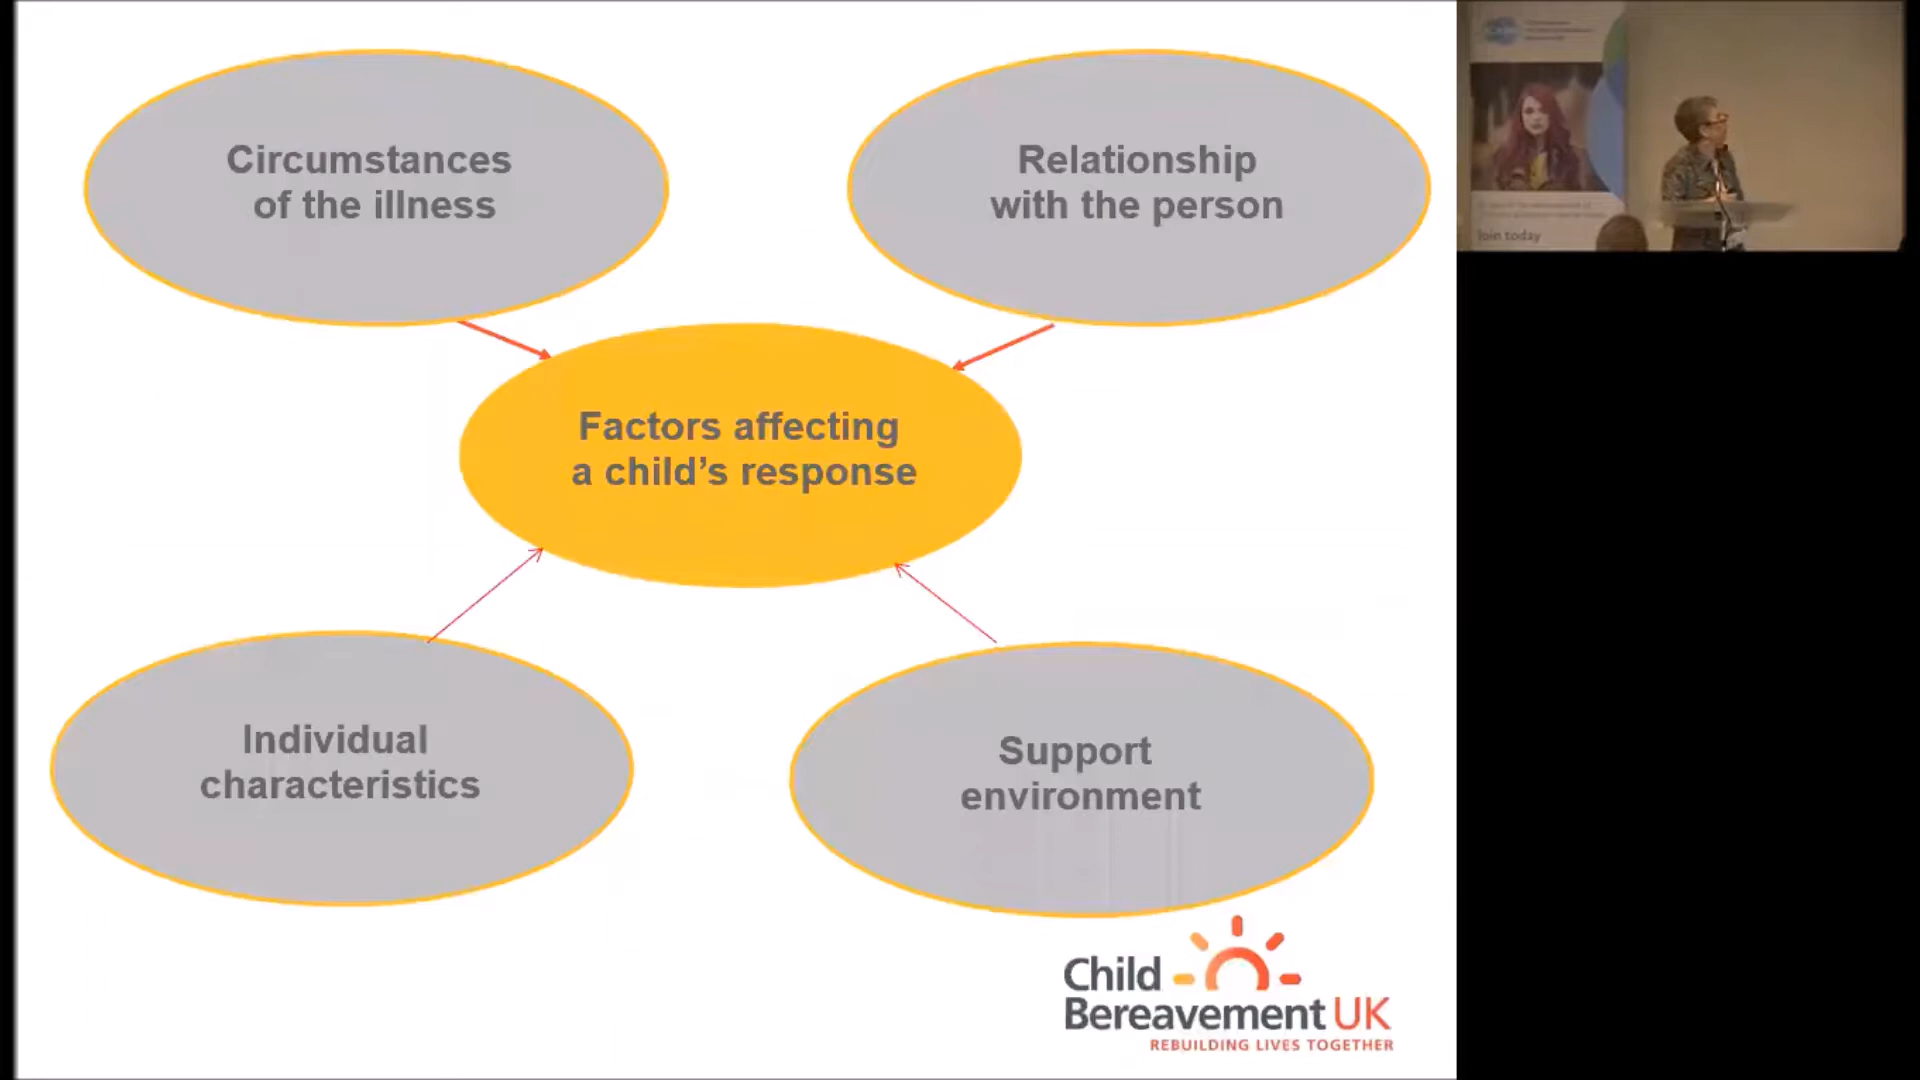 Circumstances
of the illness
Relationship
with the person
Factors affecting
a child’s response
Individual
characteristics
Support
environment
Child
Bereavement UK
REBUILDING LIVES TOGETHER
Join today